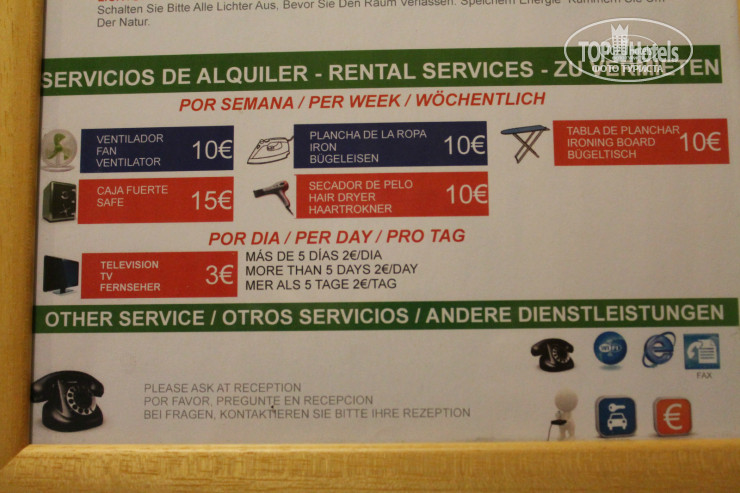 Schalten Sie Bitte Alle Lichter Aus, Bevor Sie Den Raum Verlassen. Speichern Energie Kümmern Sie
Der Natur.
TOP Hotels
ФОТО ТУРИСТА
SERVICIOS DE ALQUILER - RENTAL SERVICES - ZU
POR SEMANA / PER WEEK / WÖCHENTLICH
VENTILADOR
FAN
VENTILATOR
10€
PLANCHA DE LA ROPA
IRON
BÜGELEISEN
10€
TABLA DE PLANCHAR
IRONING BOARD
BÜGELTISCH
10€
CAJA FUERTE
SAFE
15€
SECADOR DE PELO
HAIR DRYER
HAARTROKNER
10€
POR DIA / PER DAY / PRO TAG
TELEVISION
TV
FERNSEHER
3€
MÁS DE 5 DÍAS 2€/DIA
MORE THAN 5 DAYS 2€/DAY
MER ALS 5 TAGE 2€/TAG
OTHER SERVICE / OTROS SERVICIOS / ANDERE DIENSTLEISTUNGEN
WiFi
FAX
PLEASE ASK AT RECEPTION
POR FAVOR, PREGUNTE EN RECEPCION
BEI FRAGEN, KONTAKTIEREN SIE BITTE IHRE REZEPTION
€